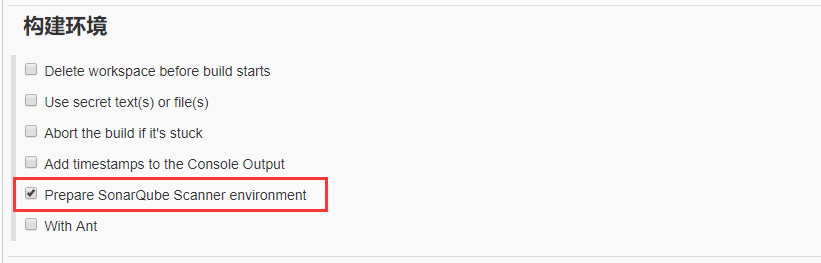 构建环境
Delete workspace before build starts
Use secret text(s) or file(s)
Abort the build if it's stuck
Add timestamps to the Console Output
Prepare SonarQube Scanner environment
With Ant